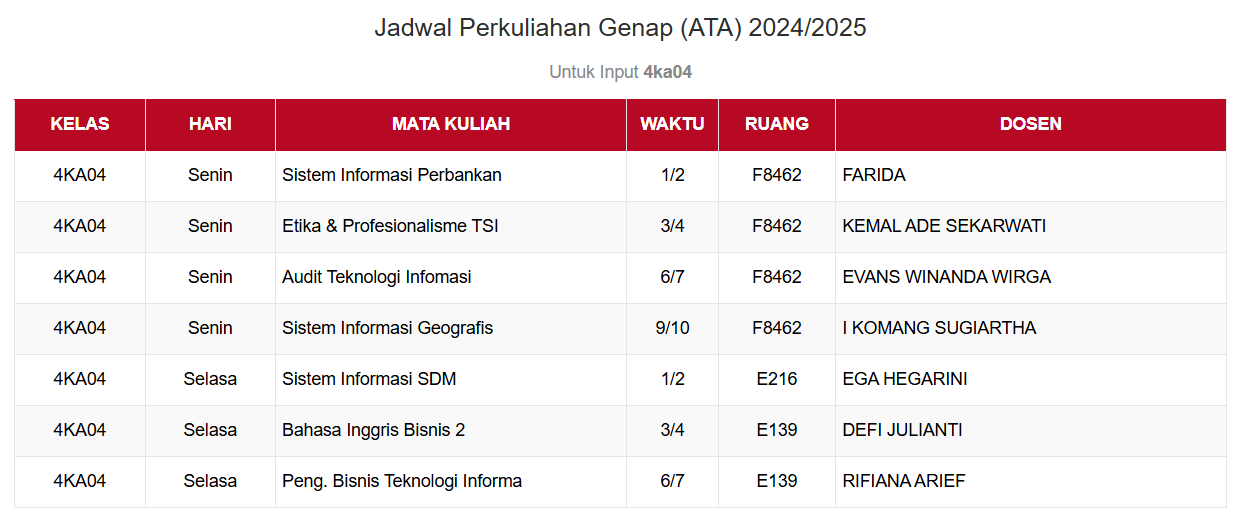 Jadwal Perkuliahan Genap (ATA) 2024/2025
Untuk Input 4ka04
KELAS HARI MATA KULIAH WAKTU RUANG DOSEN
4KA04 Senin Sistem Informasi Perbankan 1/2 F8462 FARIDA
4KA04 Senin Etika & Profesionalisme TSI 3/4 F8462 KEMAL ADE SEKARWATI
4KA04 Senin Audit Teknologi Infomasi 6/7 F8462 EVANS WINANDA WIRGA
4KA04 Senin Sistem Informasi Geografis 9/10 F8462 I KOMANG SUGIARTHA
4KA04 Selasa Sistem Informasi SDM 1/2 E216 EGA HEGARINI
4KA04 Selasa Bahasa Inggris Bisnis 2 3/4 E139 DEFI JULIANTI
4KA04 Selasa Peng. Bisnis Teknologi Informa 6/7 E139 RIFIANA ARIEF